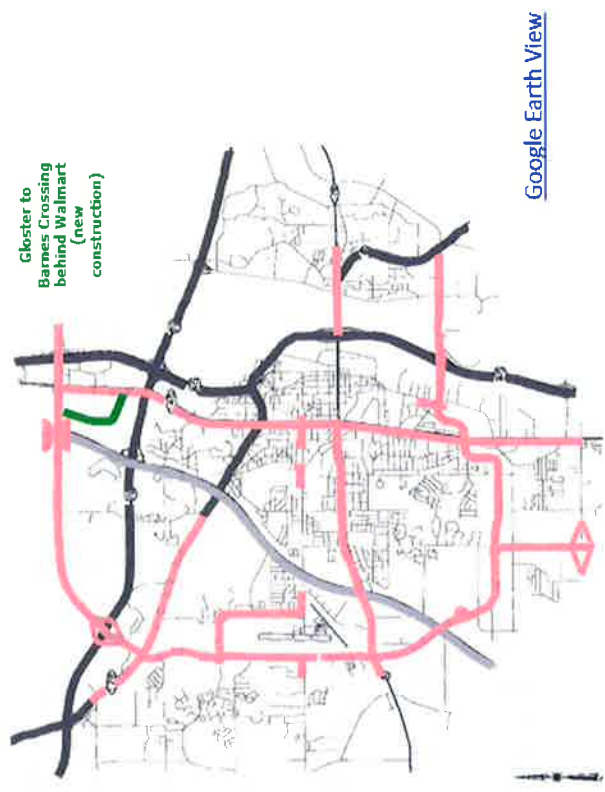 Gloster to
Barnes Crossing
behind Walmart
(new
construction)
Google Earth View